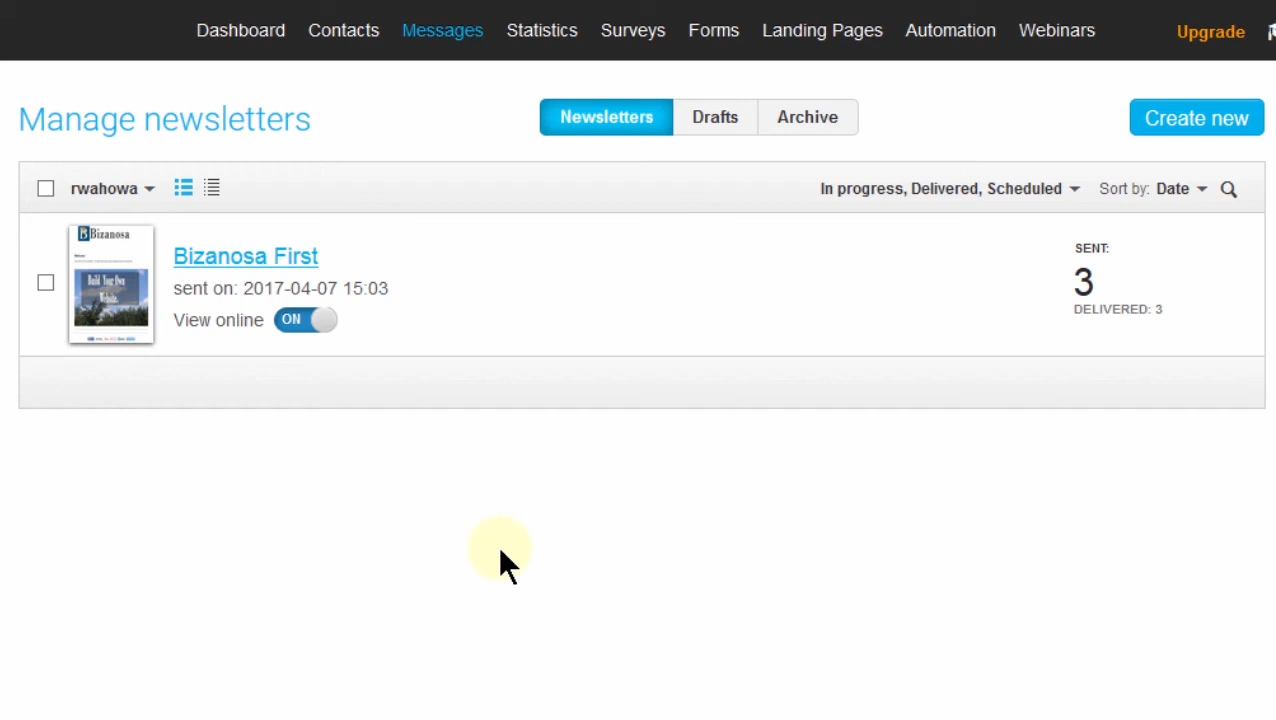 Dashboard Contacts Messages Statistics Surveys Forms Landing Pages Automation Webinars Upgrade
Manage newsletters Newsletters Drafts Archive Create new
rwahowa In progress, Delivered, Scheduled Sort by: Date
Bizanosa
Build Your Own
Website.
Bizanosa First
sent on: 2017-04-07 15:03
View online ON
SENT:
3
DELIVERED: 3